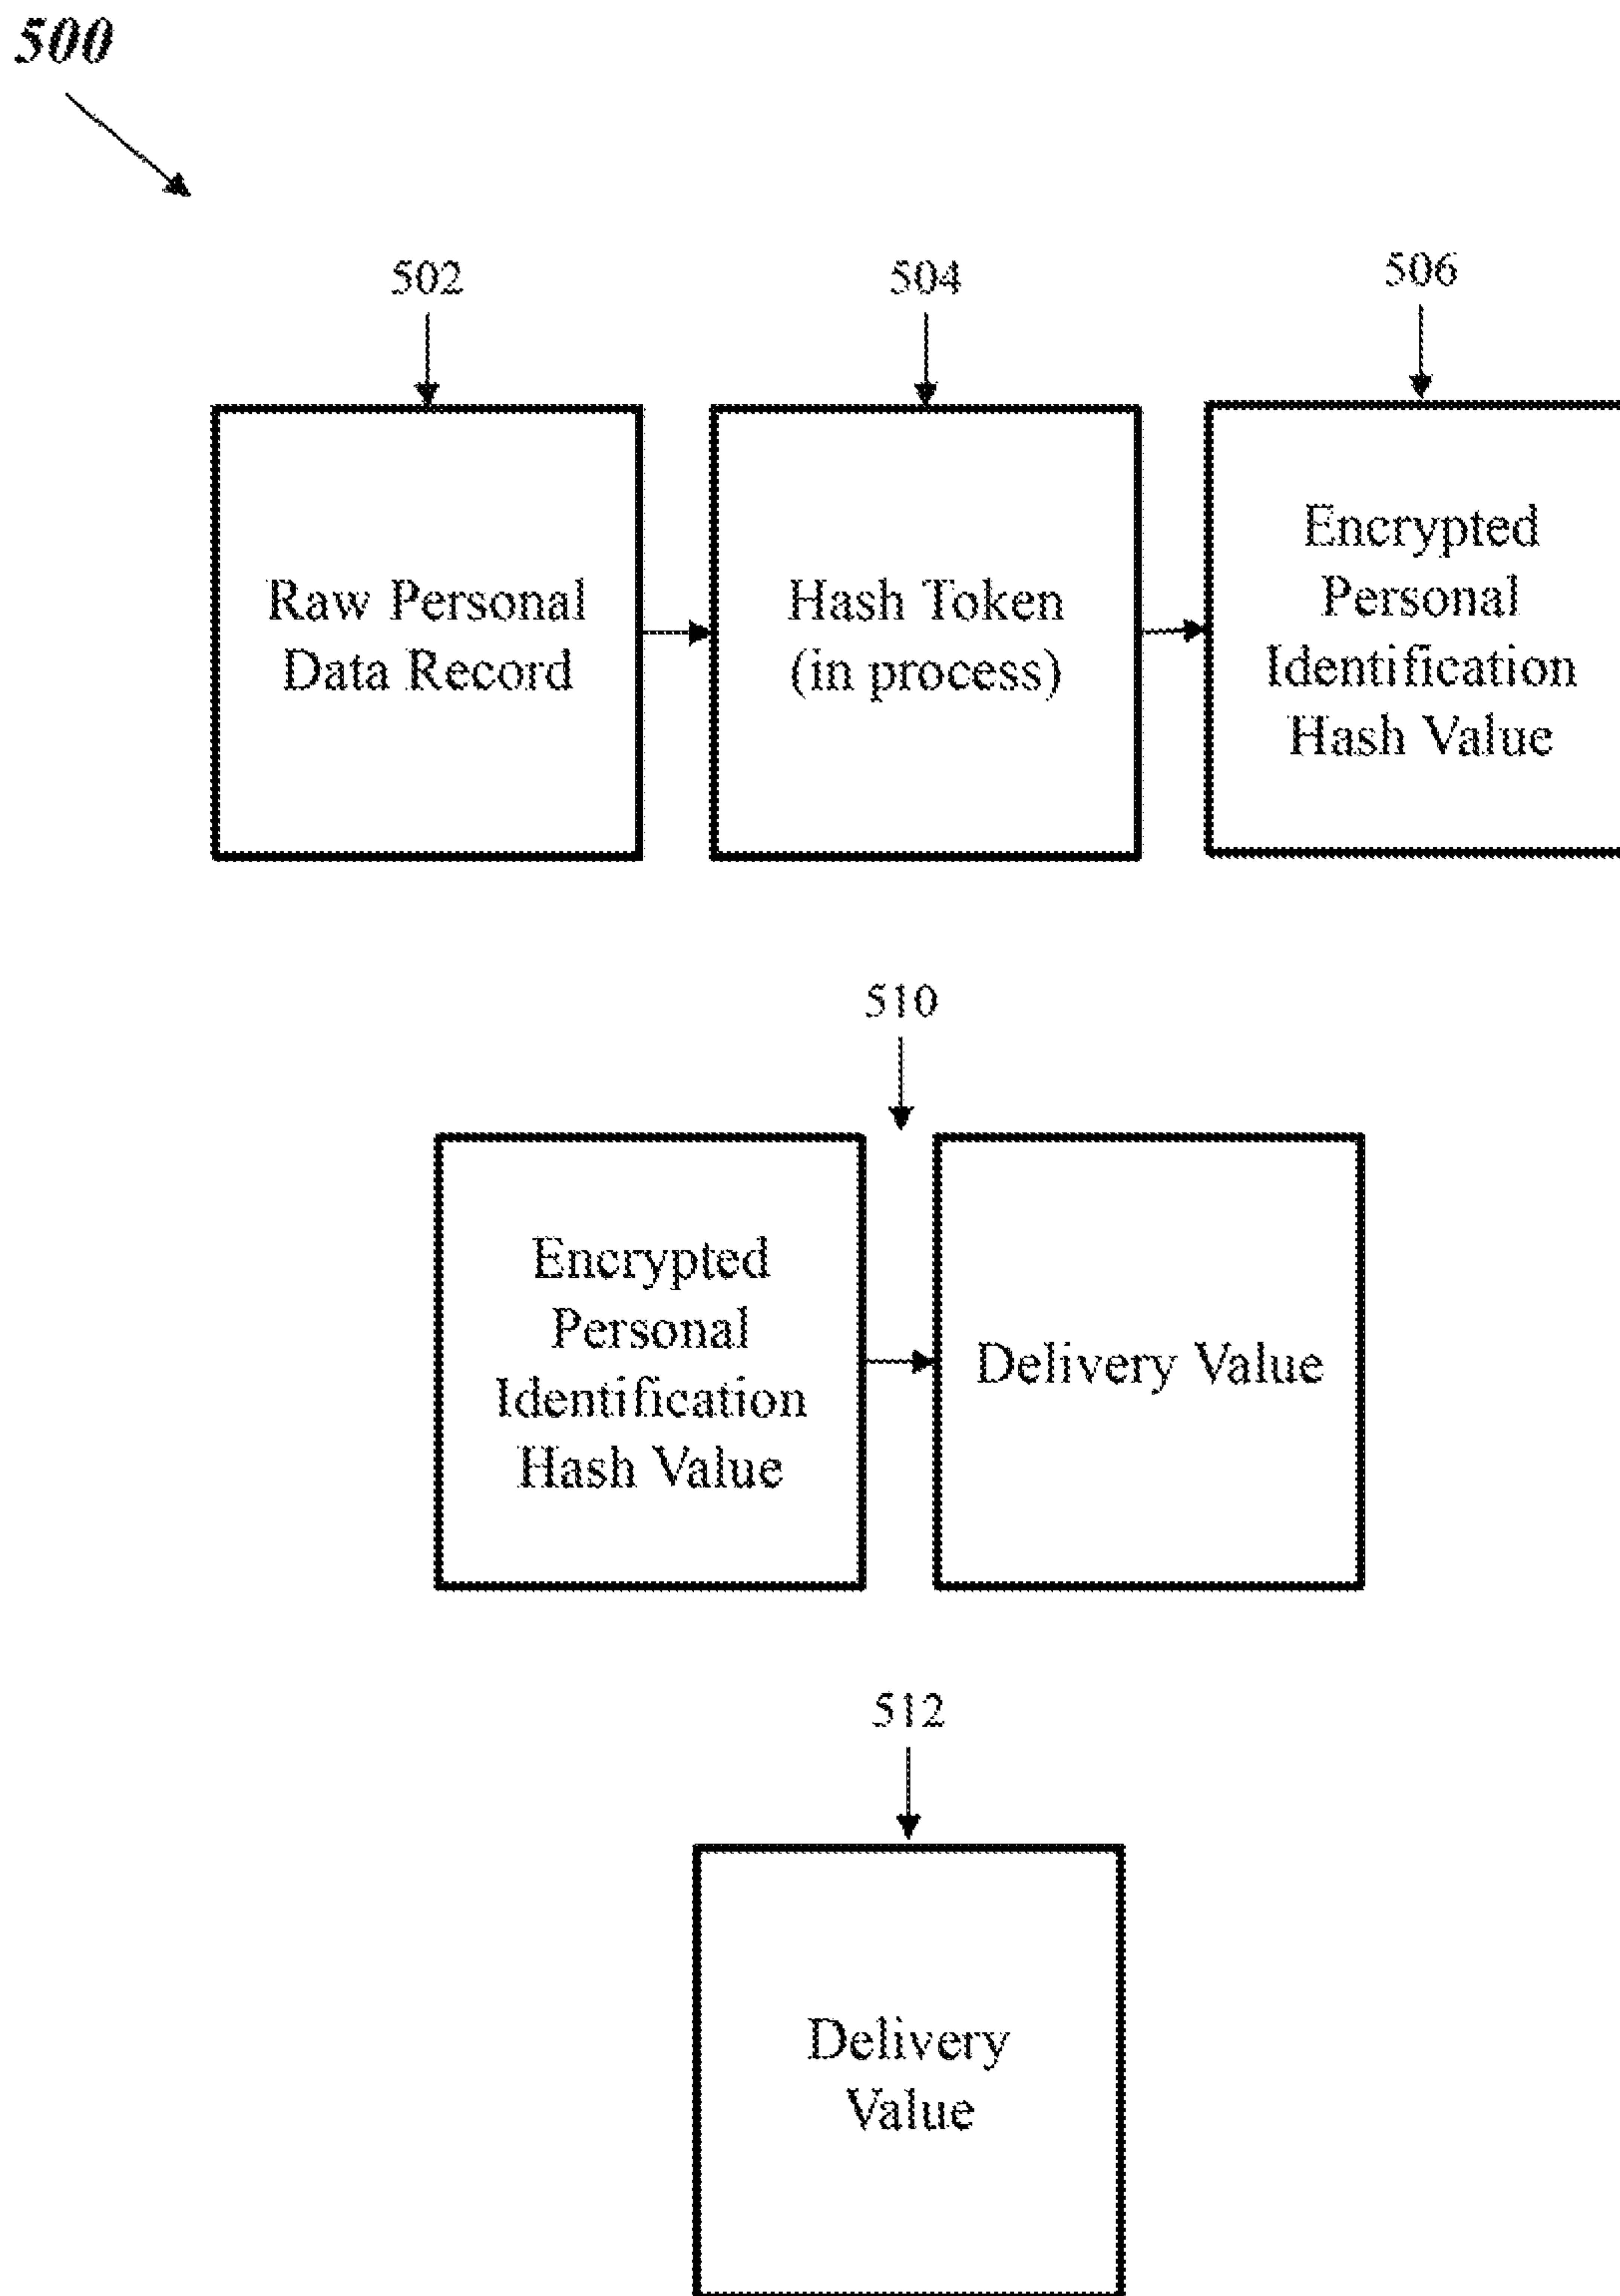 500
502
504
506
Raw Personal
Data Record
Hash Token
(in process)
Encrypted
Personal
Identification
Hash Value
510
Encrypted
Personal
Identification
Hash Value
Delivery Value
512
Delivery
Value